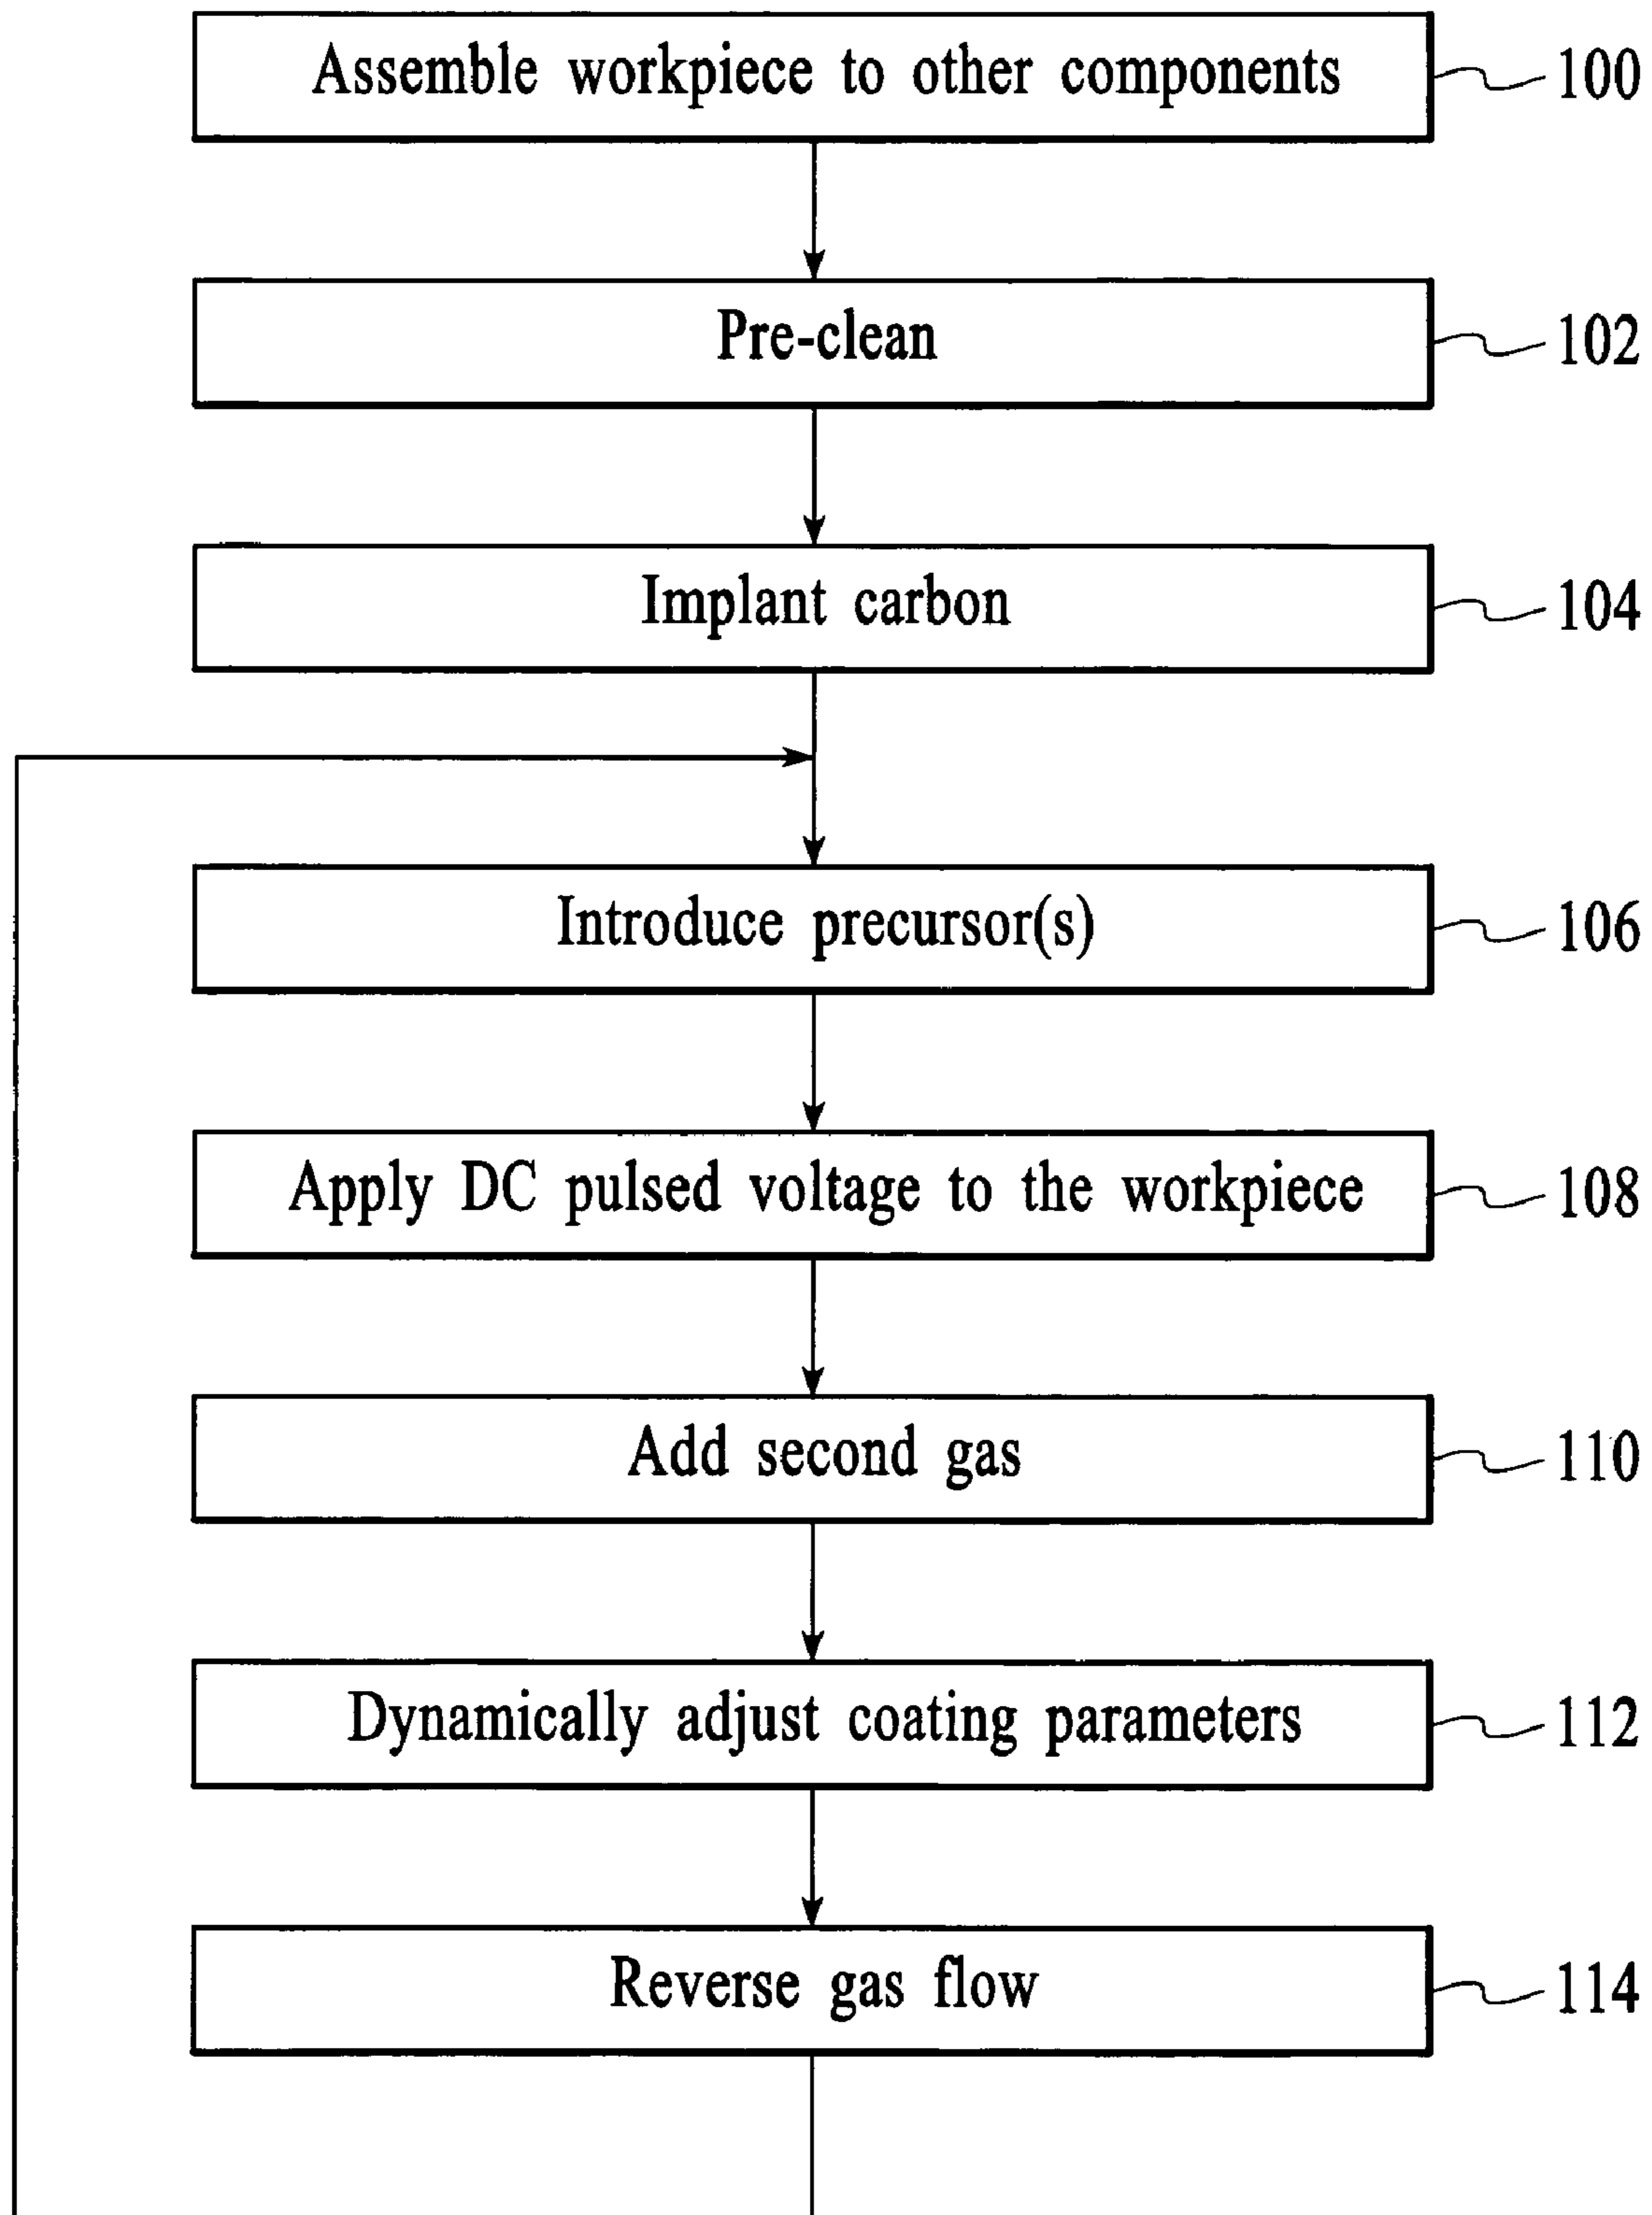 Assemble workpiece to other components 100
Pre-clean 102
Implant carbon 104
Introduce precursor(s) 106
Apply DC pulsed voltage to the workpiece 108
Add second gas 110
Dynamically adjust coating parameters 112
Reverse gas flow 114